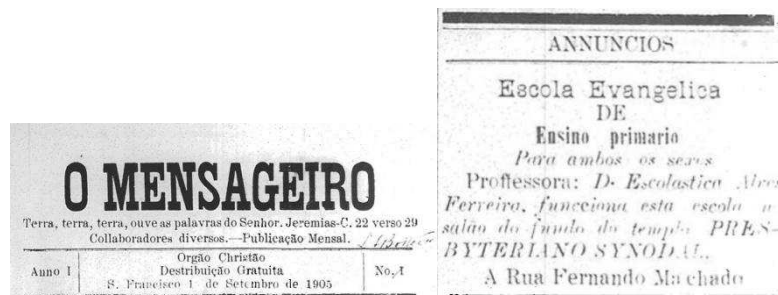 O MENSAGEIRO
Terra, terra, terra, ouve as palavras do Senhor. Jeremias-C. 22 verso 29
Collaboradores diversos.—Publicação Mensal.
Anno I
Orgão Christão
Destribuição Gratuita
S. Francisco 1 de Setembro de 1905
No, 1
ANNUNCIOS
Escola Evangelica
DE
Ensino primario
Para ambos os sexos
Proffessora: D. Escolastica
Ferreira, funcciona esta escola
salão do fundo do templo PRES-
BYTERIANO SYNODAL.
A Rua Fernando Machado